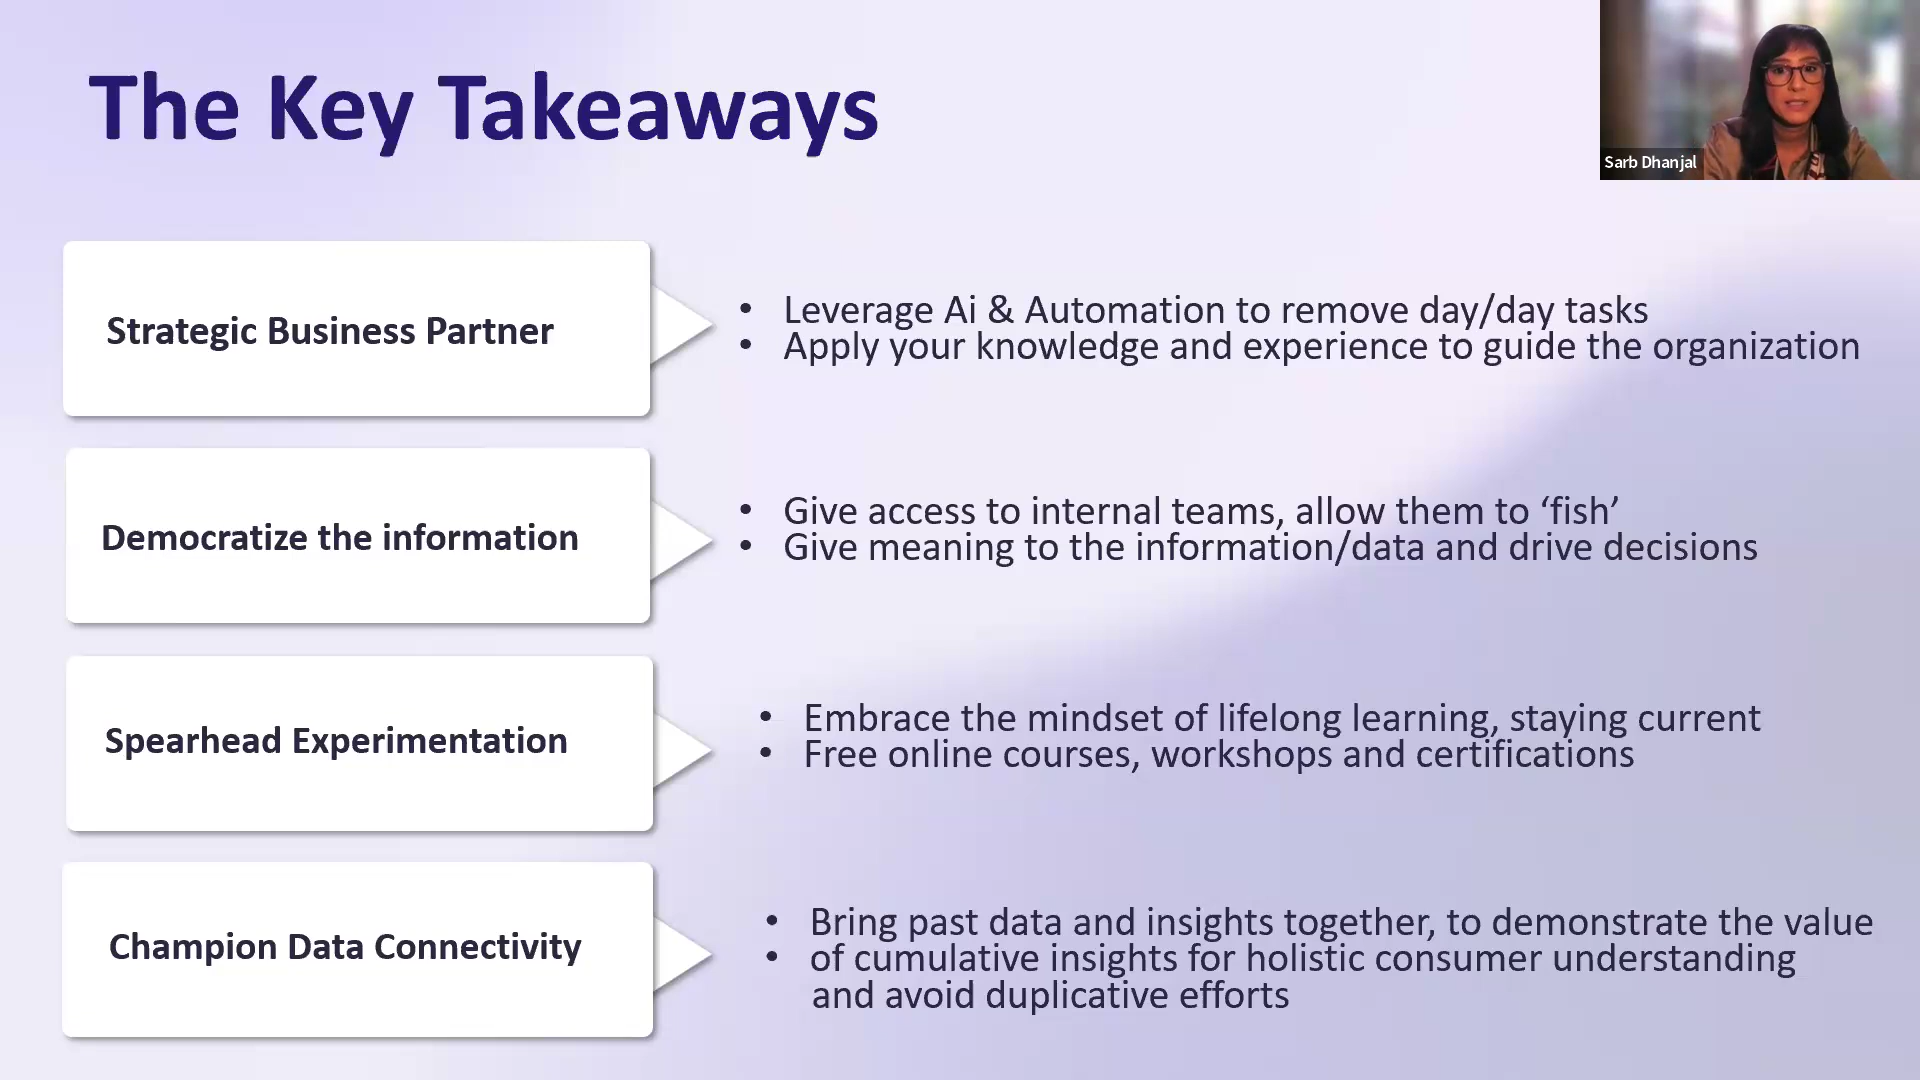 The Key Takeaways
Sarb Dhanjal
Strategic Business Partner
• Leverage Ai & Automation to remove day/day tasks
• Apply your knowledge and experience to guide the organization
Democratize the information
• Give access to internal teams, allow them to ‘fish’
• Give meaning to the information/data and drive decisions
Spearhead Experimentation
• Embrace the mindset of lifelong learning, staying current
• Free online courses, workshops and certifications
Champion Data Connectivity
• Bring past data and insights together, to demonstrate the value
• of cumulative insights for holistic consumer understanding
and avoid duplicative efforts